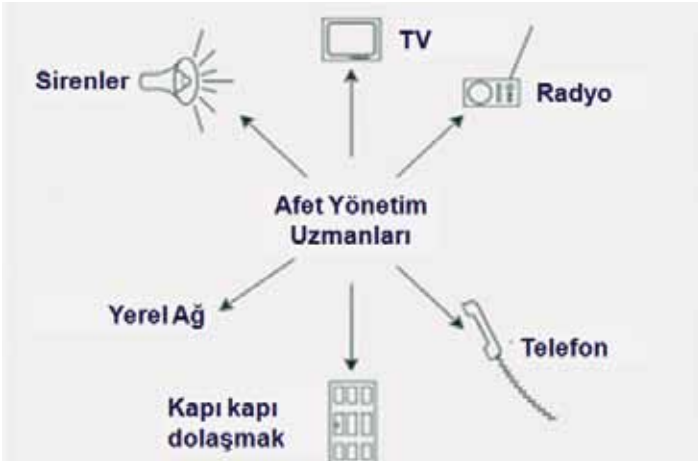 TV
Sirenler
Radyo
Afet Yönetim
Uzmanları
Yerel Ağ
Telefon
Kapı kapı
dolaşmak